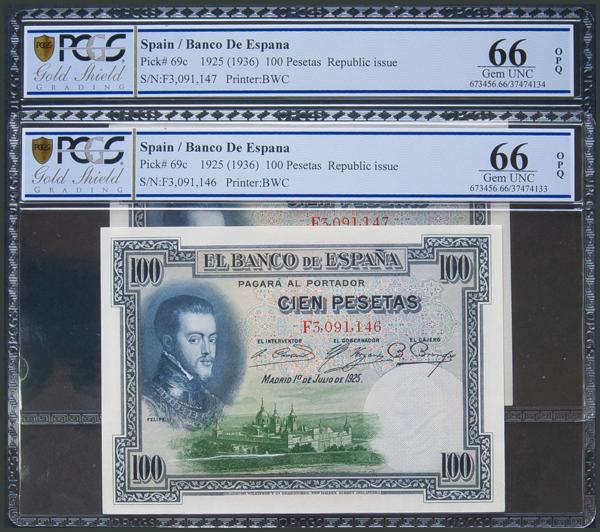 PCGS
Gold Shield
GRADING
Spain / Banco De Espana
Pick# 69c 1925 (1936) 100 Pesetas Republic issue
S/N:F3,091,147 Printer:BWC
66
Gem UNC
673456.66/37474134
OPQ
PCGS
Gold Shield
GRADING
Spain / Banco De Espana
Pick# 69c 1925 (1936) 100 Pesetas Republic issue
S/N:F3,091,146 Printer:BWC
66
Gem UNC
673456.66/37474133
OPQ
F3,091,147
100
EL BANCO DE ESPAÑA
100
PAGARÁ AL PORTADOR
CIEN PESETAS
F3,091,146
EL INTERVENTOR EL GOBERNADOR EL CAJERO
MADRID 1º DE JULIO DE 1925.
FELIPE
100
100